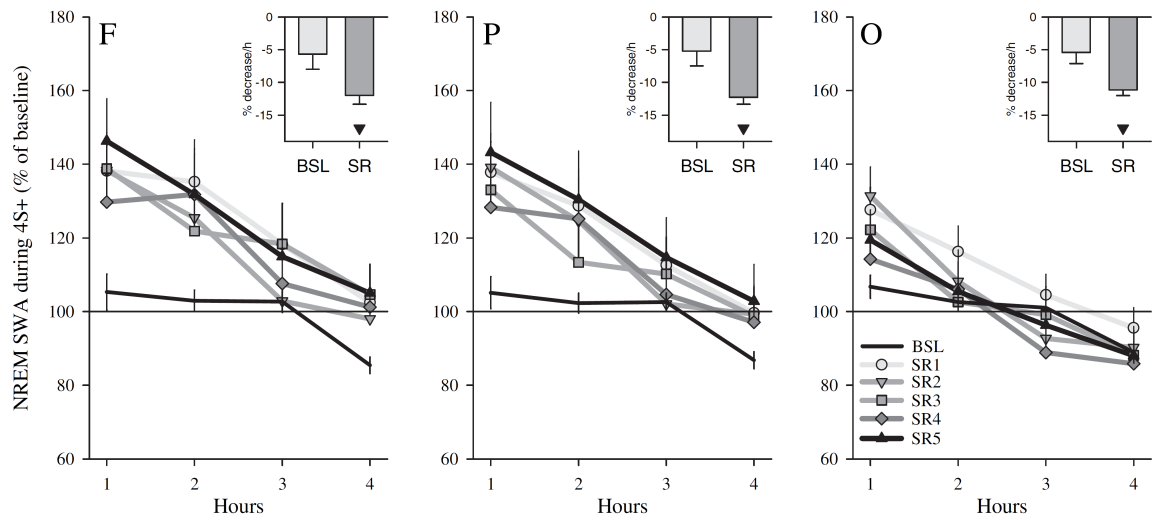 NREM SWA during 4S+ (% of baseline)
F
180
160
140
120
100
80
60
1 2 3 4
Hours
% decrease/h
0
-5
-10
-15
BSL SR
P
180
160
140
120
100
80
60
1 2 3 4
Hours
% decrease/h
0
-5
-10
-15
BSL SR
O
180
160
140
120
100
80
60
1 2 3 4
Hours
% decrease/h
0
-5
-10
-15
BSL SR
BSL
SR1
SR2
SR3
SR4
SR5